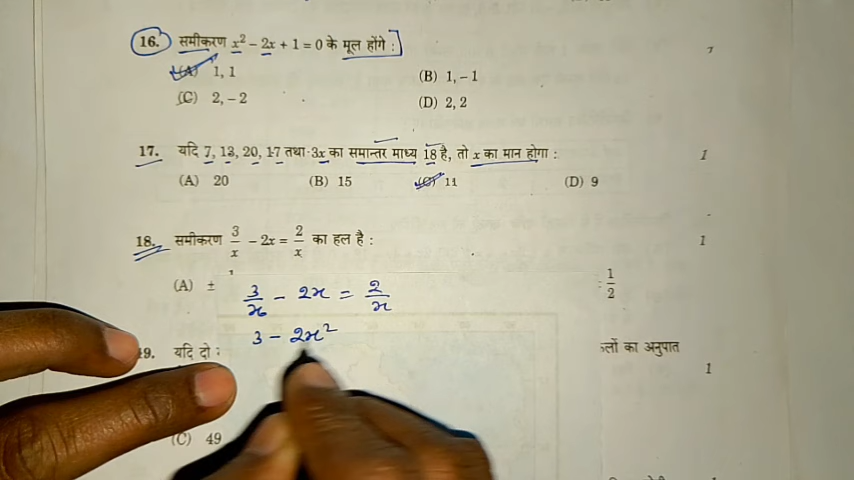 16. समीकरण x² – 2x + 1 = 0 के मूल होंगे :
(A) 1, 1 (B) 1, – 1
(C) 2, – 2 (D) 2, 2
17. यदि 7, 13, 20, 17 तथा 3x का समान्तर माध्य 18 है, तो x का मान होगा : 1
(A) 20 (B) 15 (C) 11 (D) 9
18. समीकरण 3/x – 2x = 2/x का हल है : 1
(A) ± 1/2
3/x – 2x = 2/x
3 – 2x²
19. यदि दो : लों का अनुपात 1
(C) 49